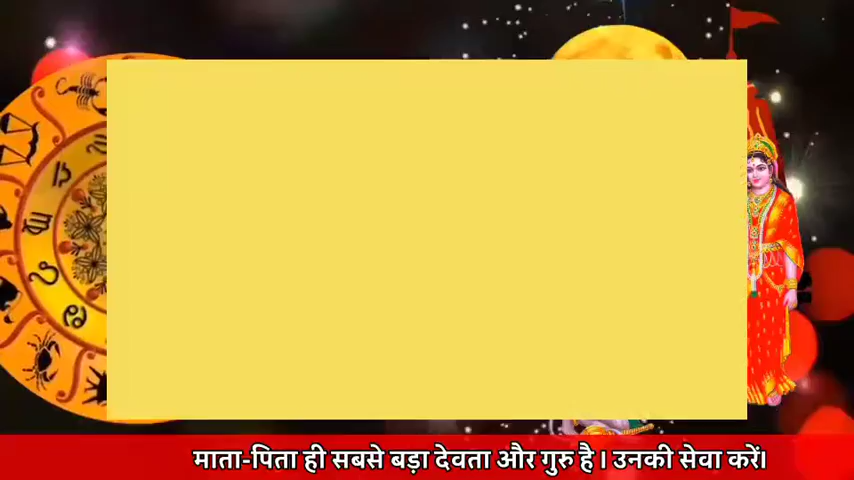 माता-पिता ही सबसे बड़ा देवता और गुरु है । उनकी सेवा करें।